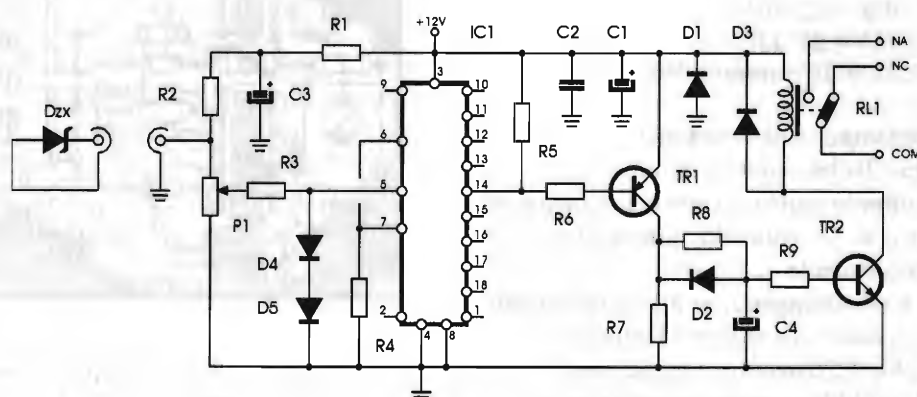 +12V
IC1
R1
C2
C1
D1
D3
NA
NC
RL1
COM
Dzx
R2
C3
R3
P1
D4
D5
R4
3
9
6
5
7
2
4
8
10
11
12
13
14
15
16
17
18
1
R5
R6
TR1
R8
D2
R7
R9
C4
TR2